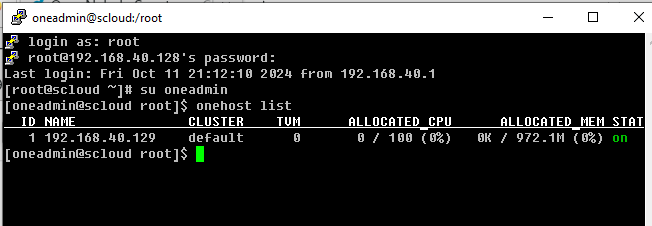 oneadmin@scloud:/root
login as: root
root@192.168.40.128's password:
Last login: Fri Oct 11 21:12:10 2024 from 192.168.40.1
[root@scloud ~]# su oneadmin
[oneadmin@scloud root]$ onehost list
ID NAME CLUSTER TVM ALLOCATED_CPU ALLOCATED_MEM STAT
1 192.168.40.129 default 0 0 / 100 (0%) 0K / 972.1M (0%) on
[oneadmin@scloud root]$